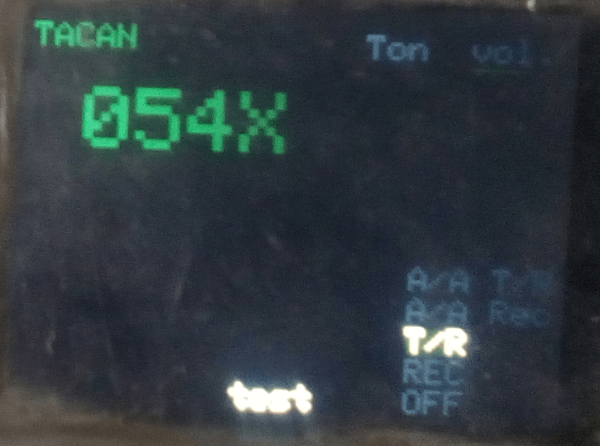 TACAN
Ton vol
054X
A/A T/R
A/A Rec
T/R
REC
test
OFF